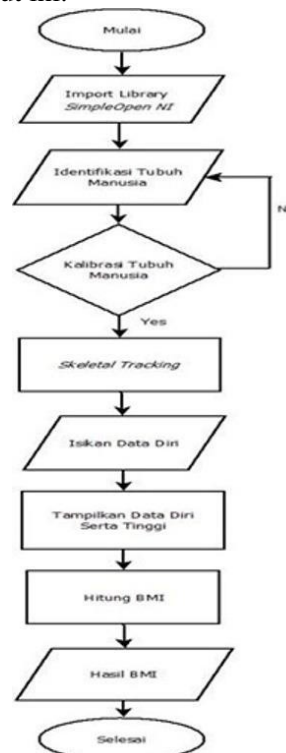 Mulai
Import Library
SimpleOpen NI
Identifikasi Tubuh
Manusia
N
Kalibrasi Tubuh
Manusia
Yes
Skeletal Tracking
Isikan Data Diri
Tampilkan Data Diri
Serta Tinggi
Hitung BMI
Hasil BMI
Selesai